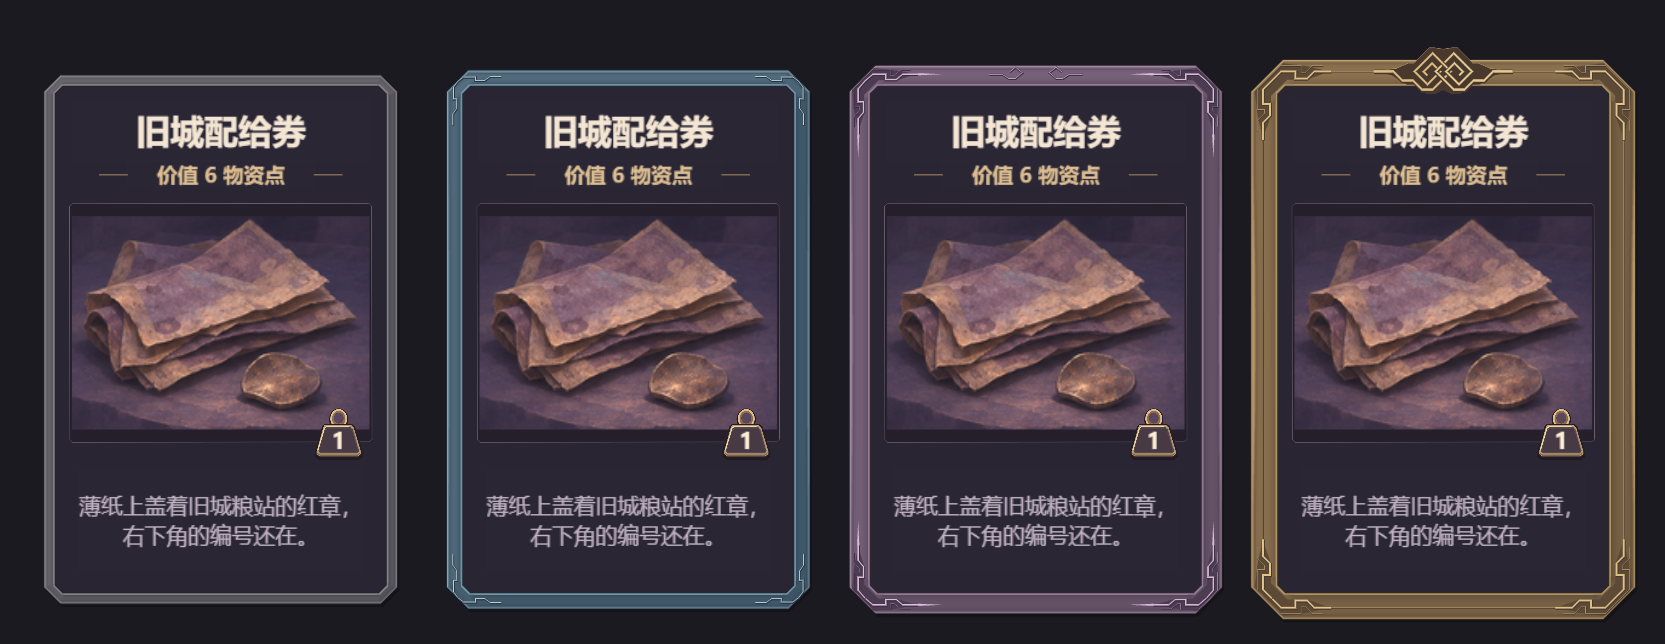 旧城配给券
价值 6 物资点
1
薄纸上盖着旧城粮站的红章，
右下角的编号还在。
旧城配给券
价值 6 物资点
1
薄纸上盖着旧城粮站的红章，
右下角的编号还在。
旧城配给券
价值 6 物资点
1
薄纸上盖着旧城粮站的红章，
右下角的编号还在。
旧城配给券
价值 6 物资点
1
薄纸上盖着旧城粮站的红章，
右下角的编号还在。